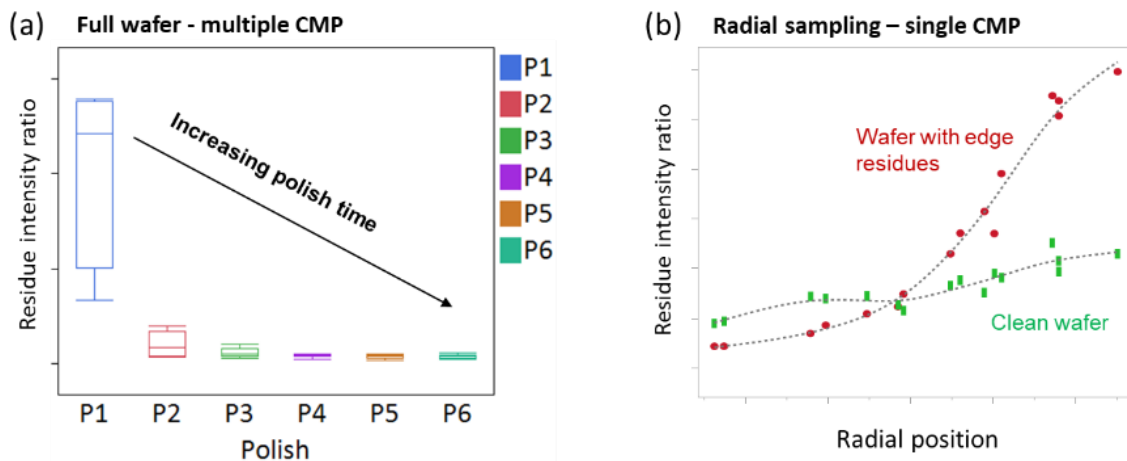 (a) Full wafer - multiple CMP
Residue intensity ratio
Increasing polish time
P1
P2
P3
P4
P5
P6
P1 P2 P3 P4 P5 P6
Polish
(b) Radial sampling – single CMP
Residue intensity ratio
Wafer with edge
residues
Clean wafer
Radial position